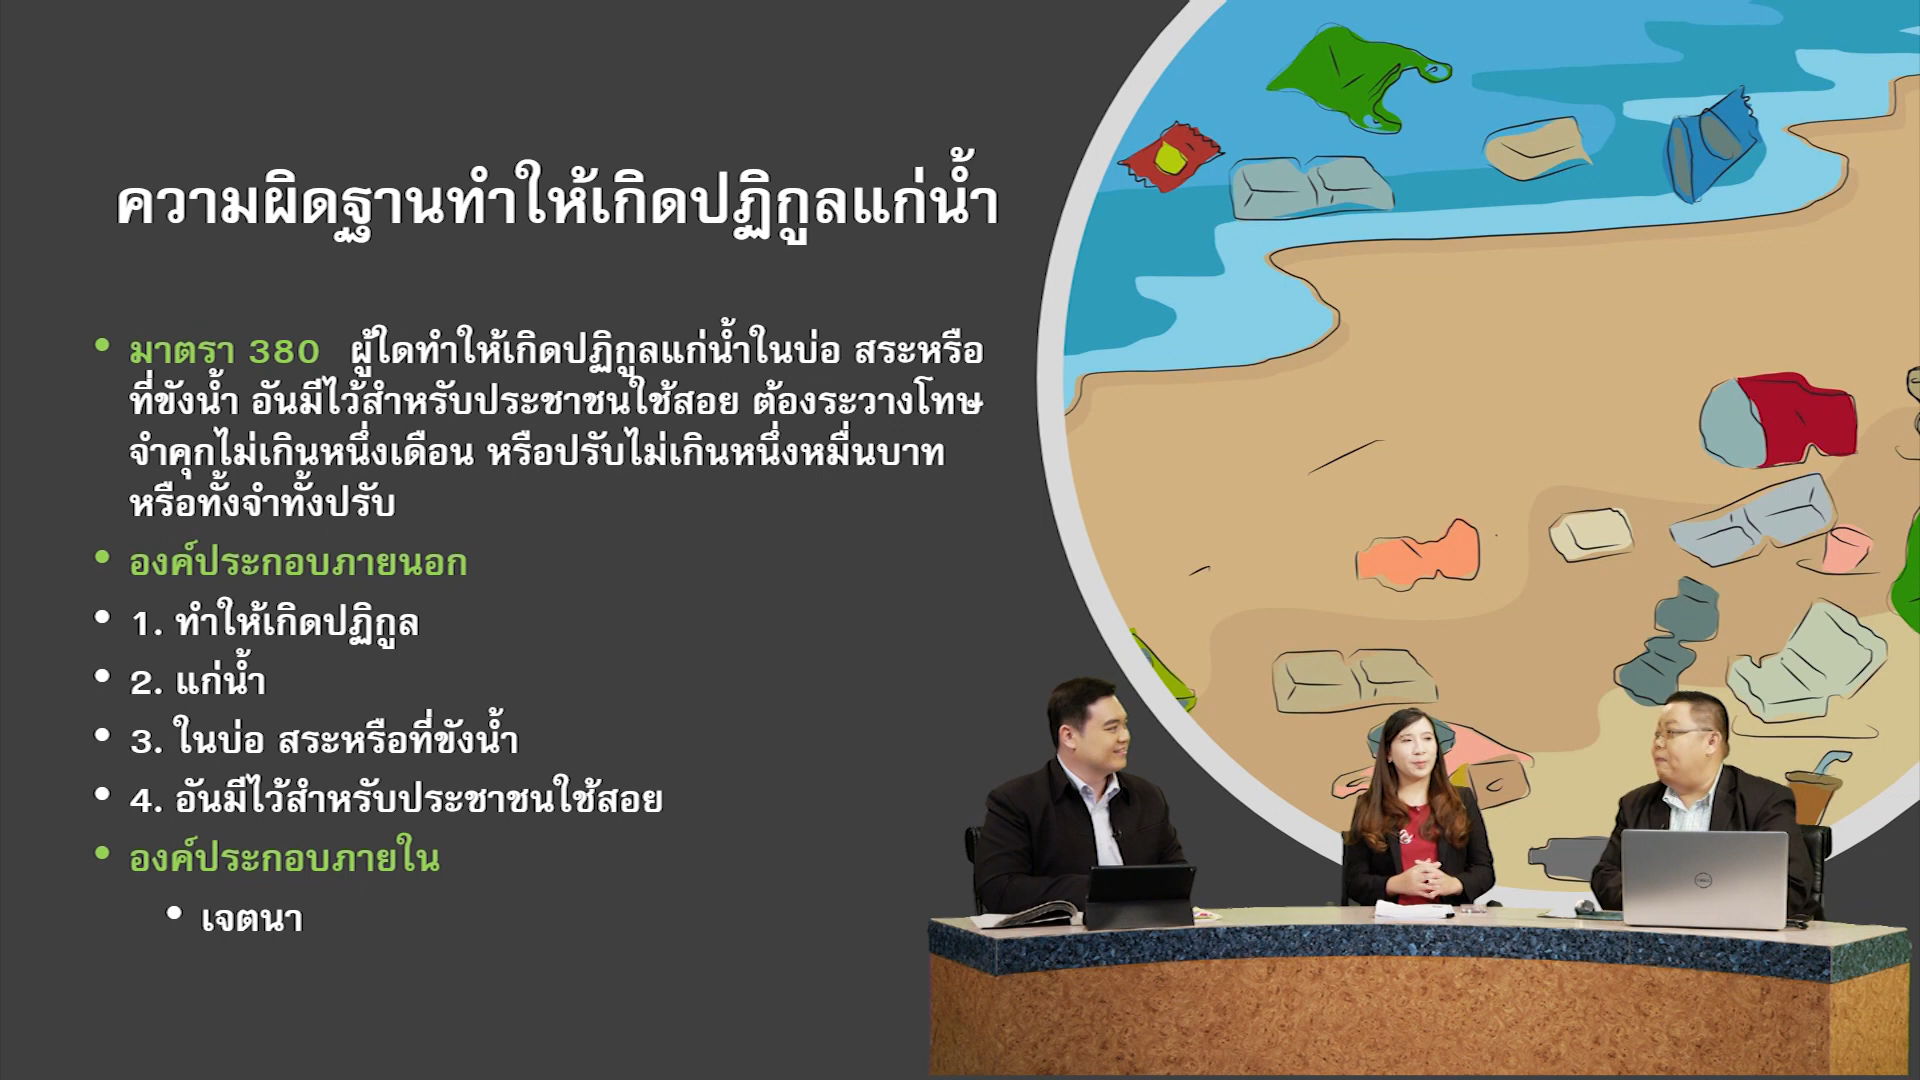 ความผิดฐานทำให้เกิดปฏิกูลแก่น้ำ
• มาตรา 380 ผู้ใดทำให้เกิดปฏิกูลแก่น้ำในบ่อ สระหรือ
ที่ขังน้ำ อันมีไว้สำหรับประชาชนใช้สอย ต้องระวางโทษ
จำคุกไม่เกินหนึ่งเดือน หรือปรับไม่เกินหนึ่งหมื่นบาท
หรือทั้งจำทั้งปรับ
• องค์ประกอบภายนอก
• 1. ทำให้เกิดปฏิกูล
• 2. แก่น้ำ
• 3. ในบ่อ สระหรือที่ขังน้ำ
• 4. อันมีไว้สำหรับประชาชนใช้สอย
• องค์ประกอบภายใน
• เจตนา
DELL